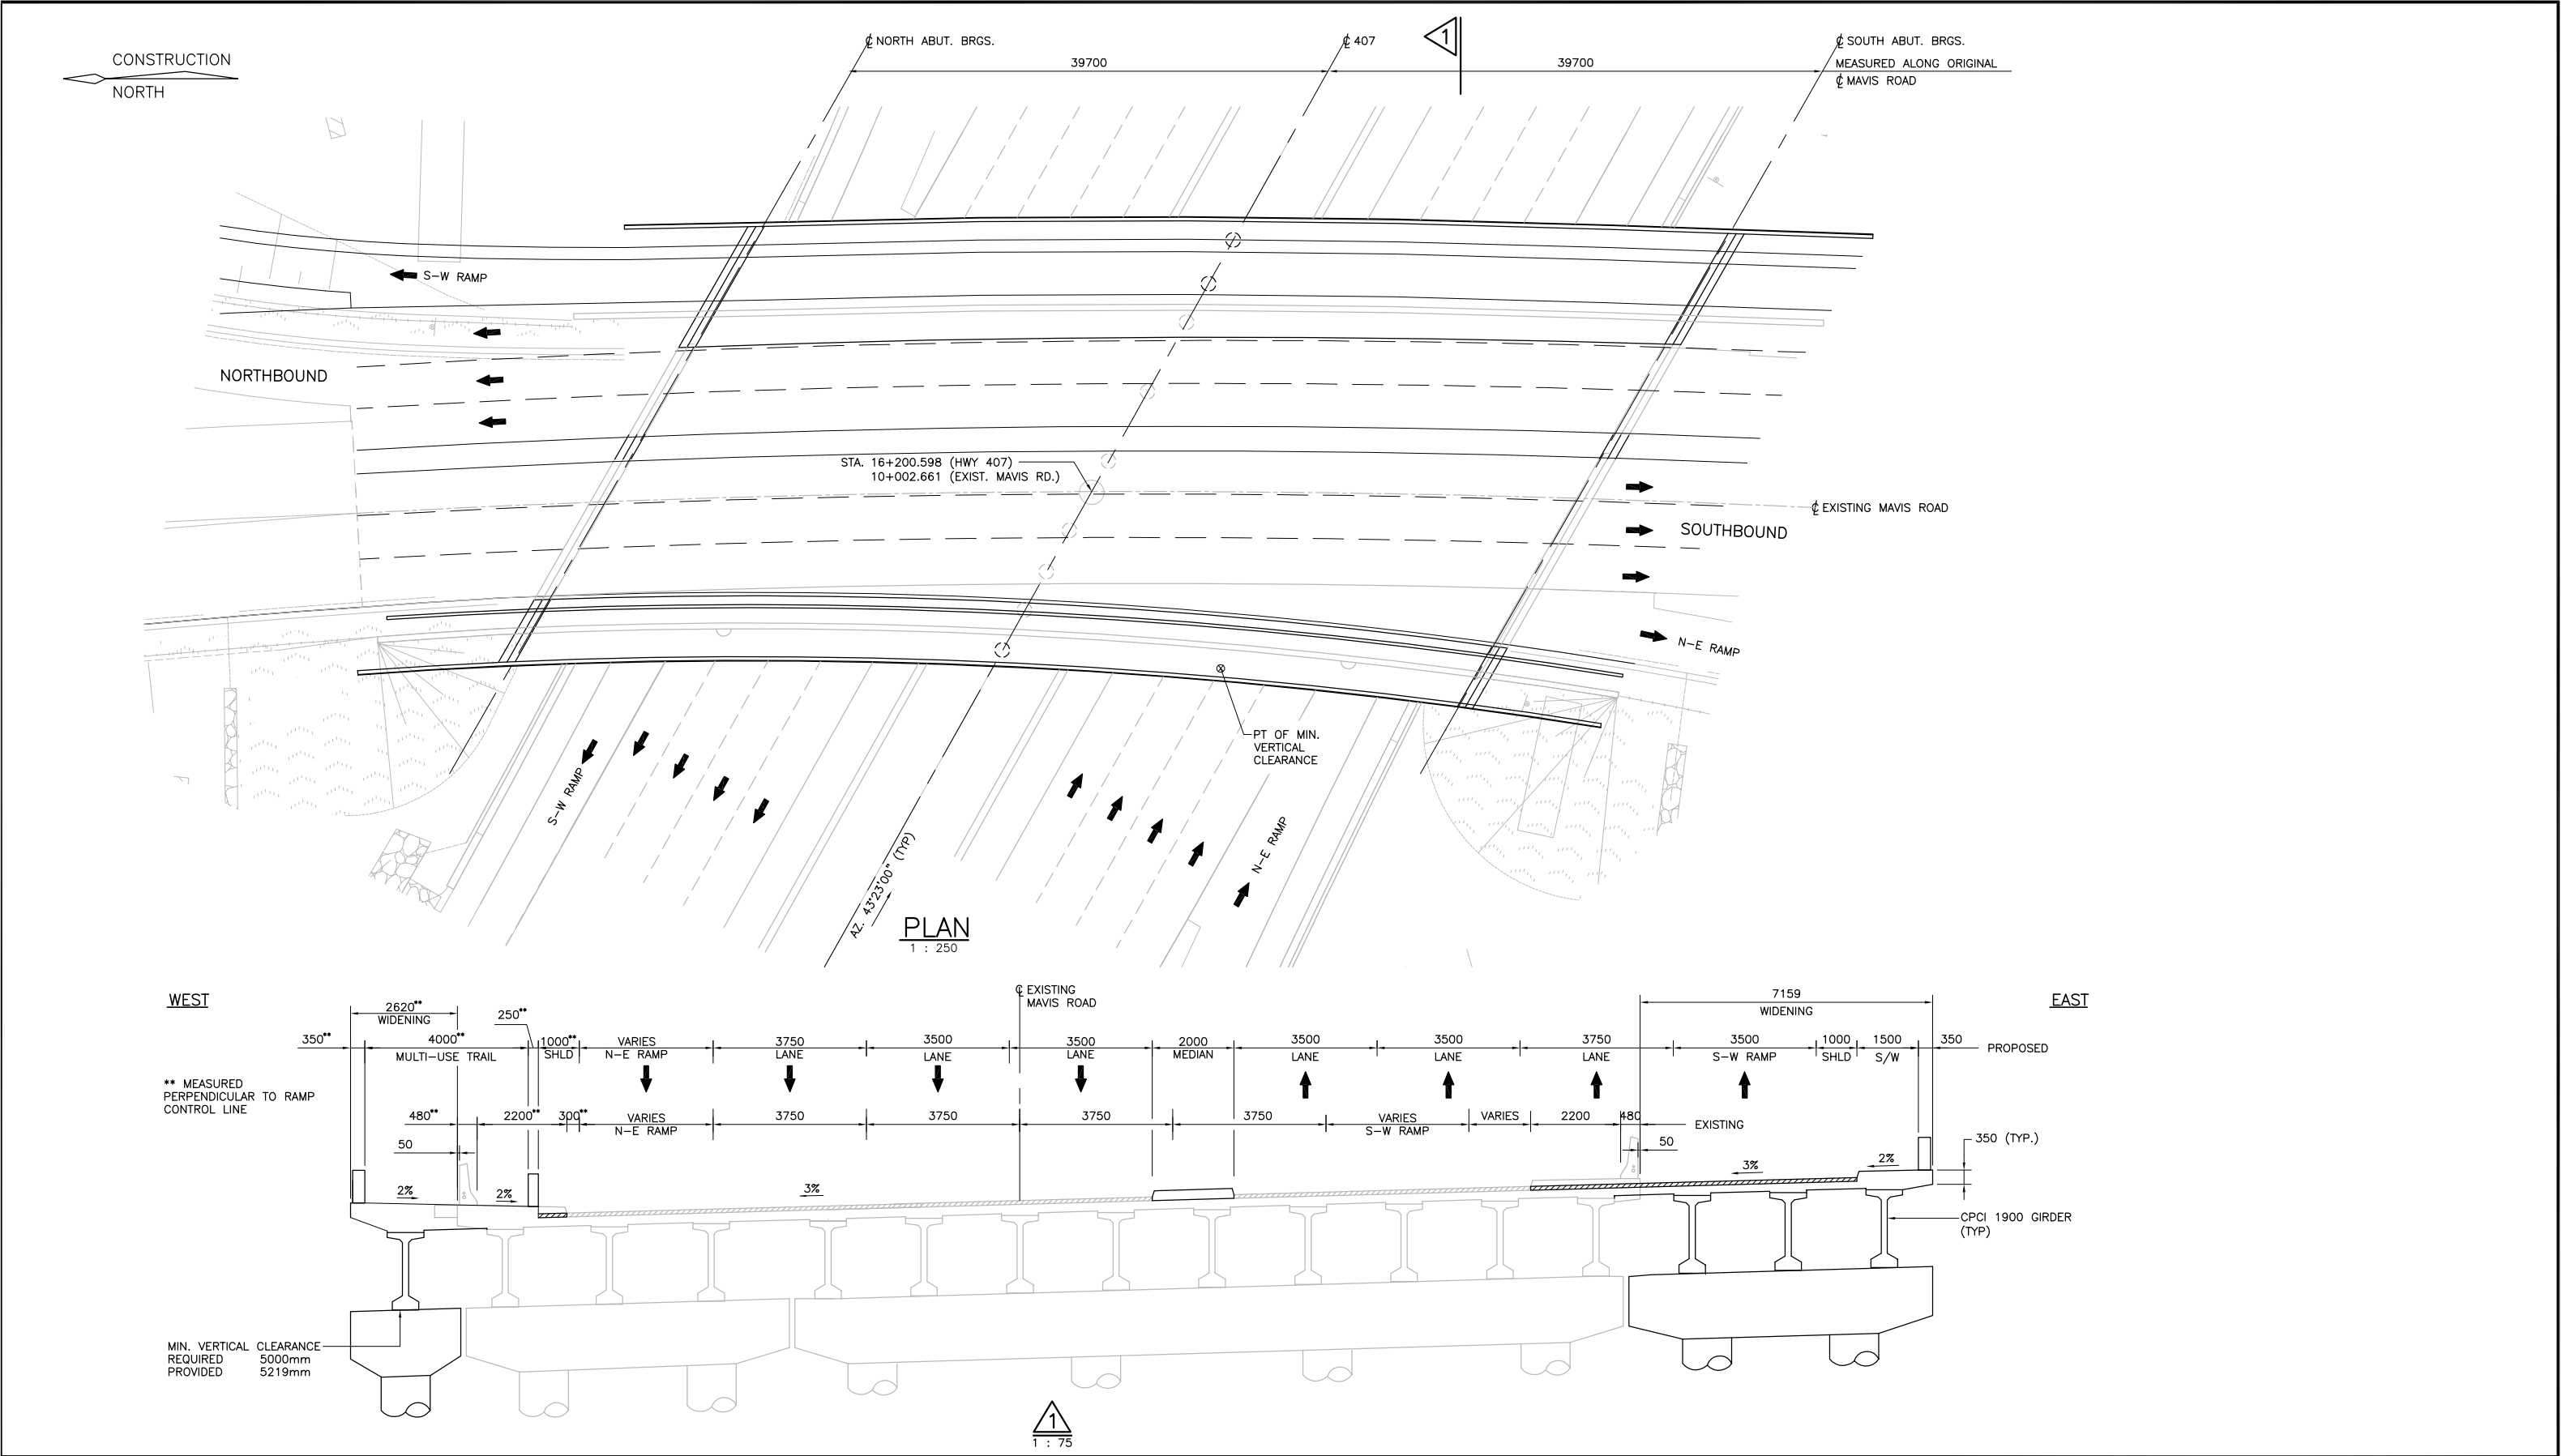 CONSTRUCTION
NORTH
℄ NORTH ABUT. BRGS.
℄ 407
1
℄ SOUTH ABUT. BRGS.
39700
39700
MEASURED ALONG ORIGINAL
℄ MAVIS ROAD
S-W RAMP
NORTHBOUND
STA. 16+200.598 (HWY 407)
10+002.661 (EXIST. MAVIS RD.)
℄ EXISTING MAVIS ROAD
SOUTHBOUND
N-E RAMP
PT OF MIN.
VERTICAL
CLEARANCE
S-W RAMP
N-E RAMP
AZ. 43°23'00" (TYP)
PLAN
1 : 250
WEST
EAST
℄ EXISTING
MAVIS ROAD
2620**
WIDENING
250**
7159
WIDENING
350** 4000** 1000** VARIES 3750 3500 3500 2000 3500 3500 3750 3500 1000 1500 350 PROPOSED
MULTI-USE TRAIL SHLD N-E RAMP LANE LANE LANE MEDIAN LANE LANE LANE S-W RAMP SHLD S/W
** MEASURED
PERPENDICULAR TO RAMP
CONTROL LINE
480** 2200** 300** VARIES 3750 3750 3750 3750 VARIES VARIES 2200 480 EXISTING
N-E RAMP S-W RAMP
50
50
350 (TYP.)
2%
2%
3%
3%
2%
CPCI 1900 GIRDER
(TYP)
MIN. VERTICAL CLEARANCE
REQUIRED 5000mm
PROVIDED 5219mm
1
1 : 75